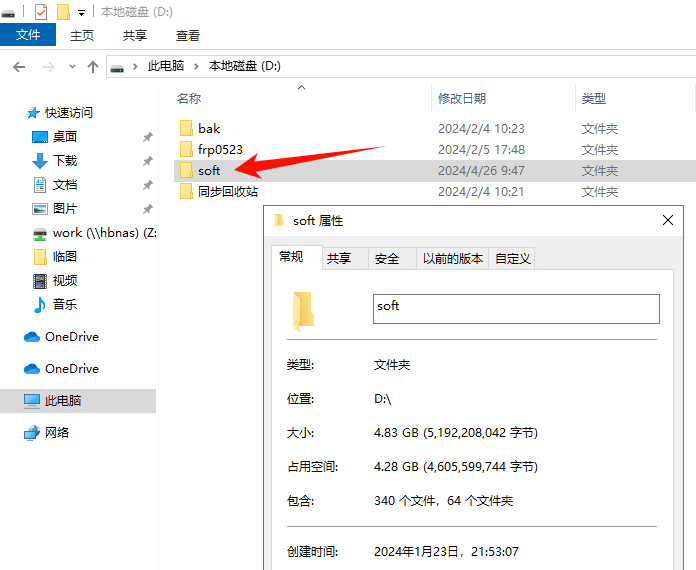 本地磁盘 (D:)
文件 主页 共享 查看
此电脑 本地磁盘 (D:)
名称 修改日期 类型
快速访问
桌面
下载
文档
图片
work (\\hbnas) (Z:
临图
视频
音乐
OneDrive
OneDrive
此电脑
网络
bak 2024/2/4 10:23 文件夹
frp0523 2024/2/5 17:48 文件夹
soft 2024/4/26 9:47 文件夹
同步回收站 2024/2/4 10:21 文件夹
soft 属性
常规 共享 安全 以前的版本 自定义
soft
类型: 文件夹
位置: D:\
大小: 4.83 GB (5,192,208,042 字节)
占用空间: 4.28 GB (4,605,599,744 字节)
包含: 340 个文件，64 个文件夹
创建时间: 2024年1月23日，21:53:07